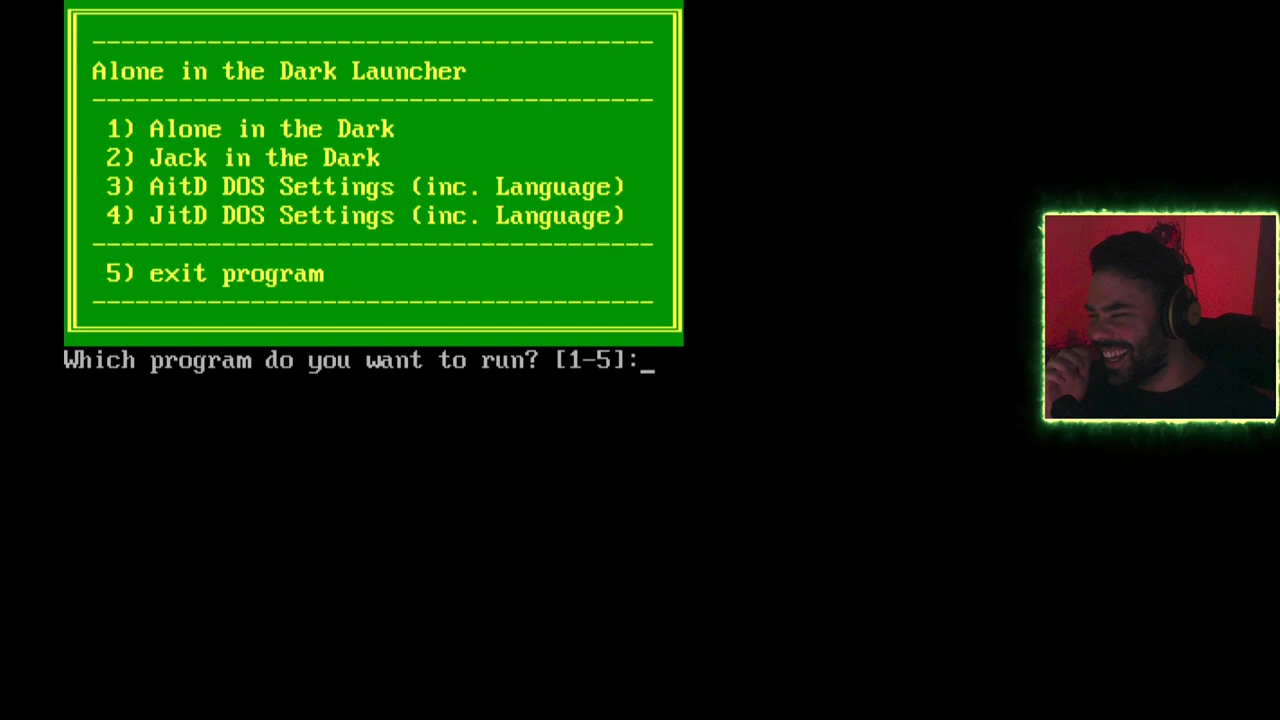 Alone in the Dark Launcher
1) Alone in the Dark
2) Jack in the Dark
3) AitD DOS Settings (inc. Language)
4) JitD DOS Settings (inc. Language)
5) exit program
Which program do you want to run? [1-5]:_